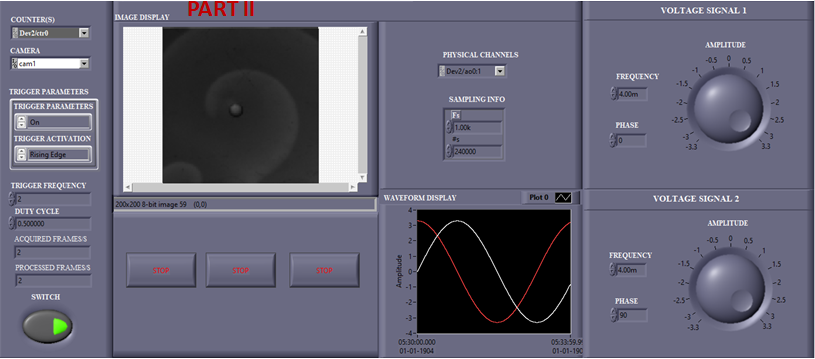 PART II
COUNTER(S)
Dev2/ctr0
CAMERA
cam1
TRIGGER PARAMETERS
TRIGGER PARAMETERS
On
TRIGGER ACTIVATION
Rising Edge
TRIGGER FREQUENCY
2
DUTY CYCLE
0.500000
ACQUIRED FRAMES/S
2
PROCESSED FRAMES/S
2
SWITCH
IMAGE DISPLAY
200x200 8-bit image 59 (0,0)
STOP STOP STOP
PHYSICAL CHANNELS
Dev2/ao0:1
SAMPLING INFO
Fs
1.00k
#s
240000
WAVEFORM DISPLAY Plot 0
Amplitude
4
3
2
1
0
-1
-2
-3
-4
05:30:00.000 05:33:59.99
01-01-1904 01-01-190
VOLTAGE SIGNAL 1
FREQUENCY
4.00m
PHASE
0
AMPLITUDE
-0.5 0 0.5
-1 1
-1.5 1.5
-2 2
-2.5 2.5
-3 3
-3.3 3.3
VOLTAGE SIGNAL 2
FREQUENCY
4.00m
PHASE
90
AMPLITUDE
-0.5 0 0.5
-1 1
-1.5 1.5
-2 2
-2.5 2.5
-3 3
-3.3 3.3